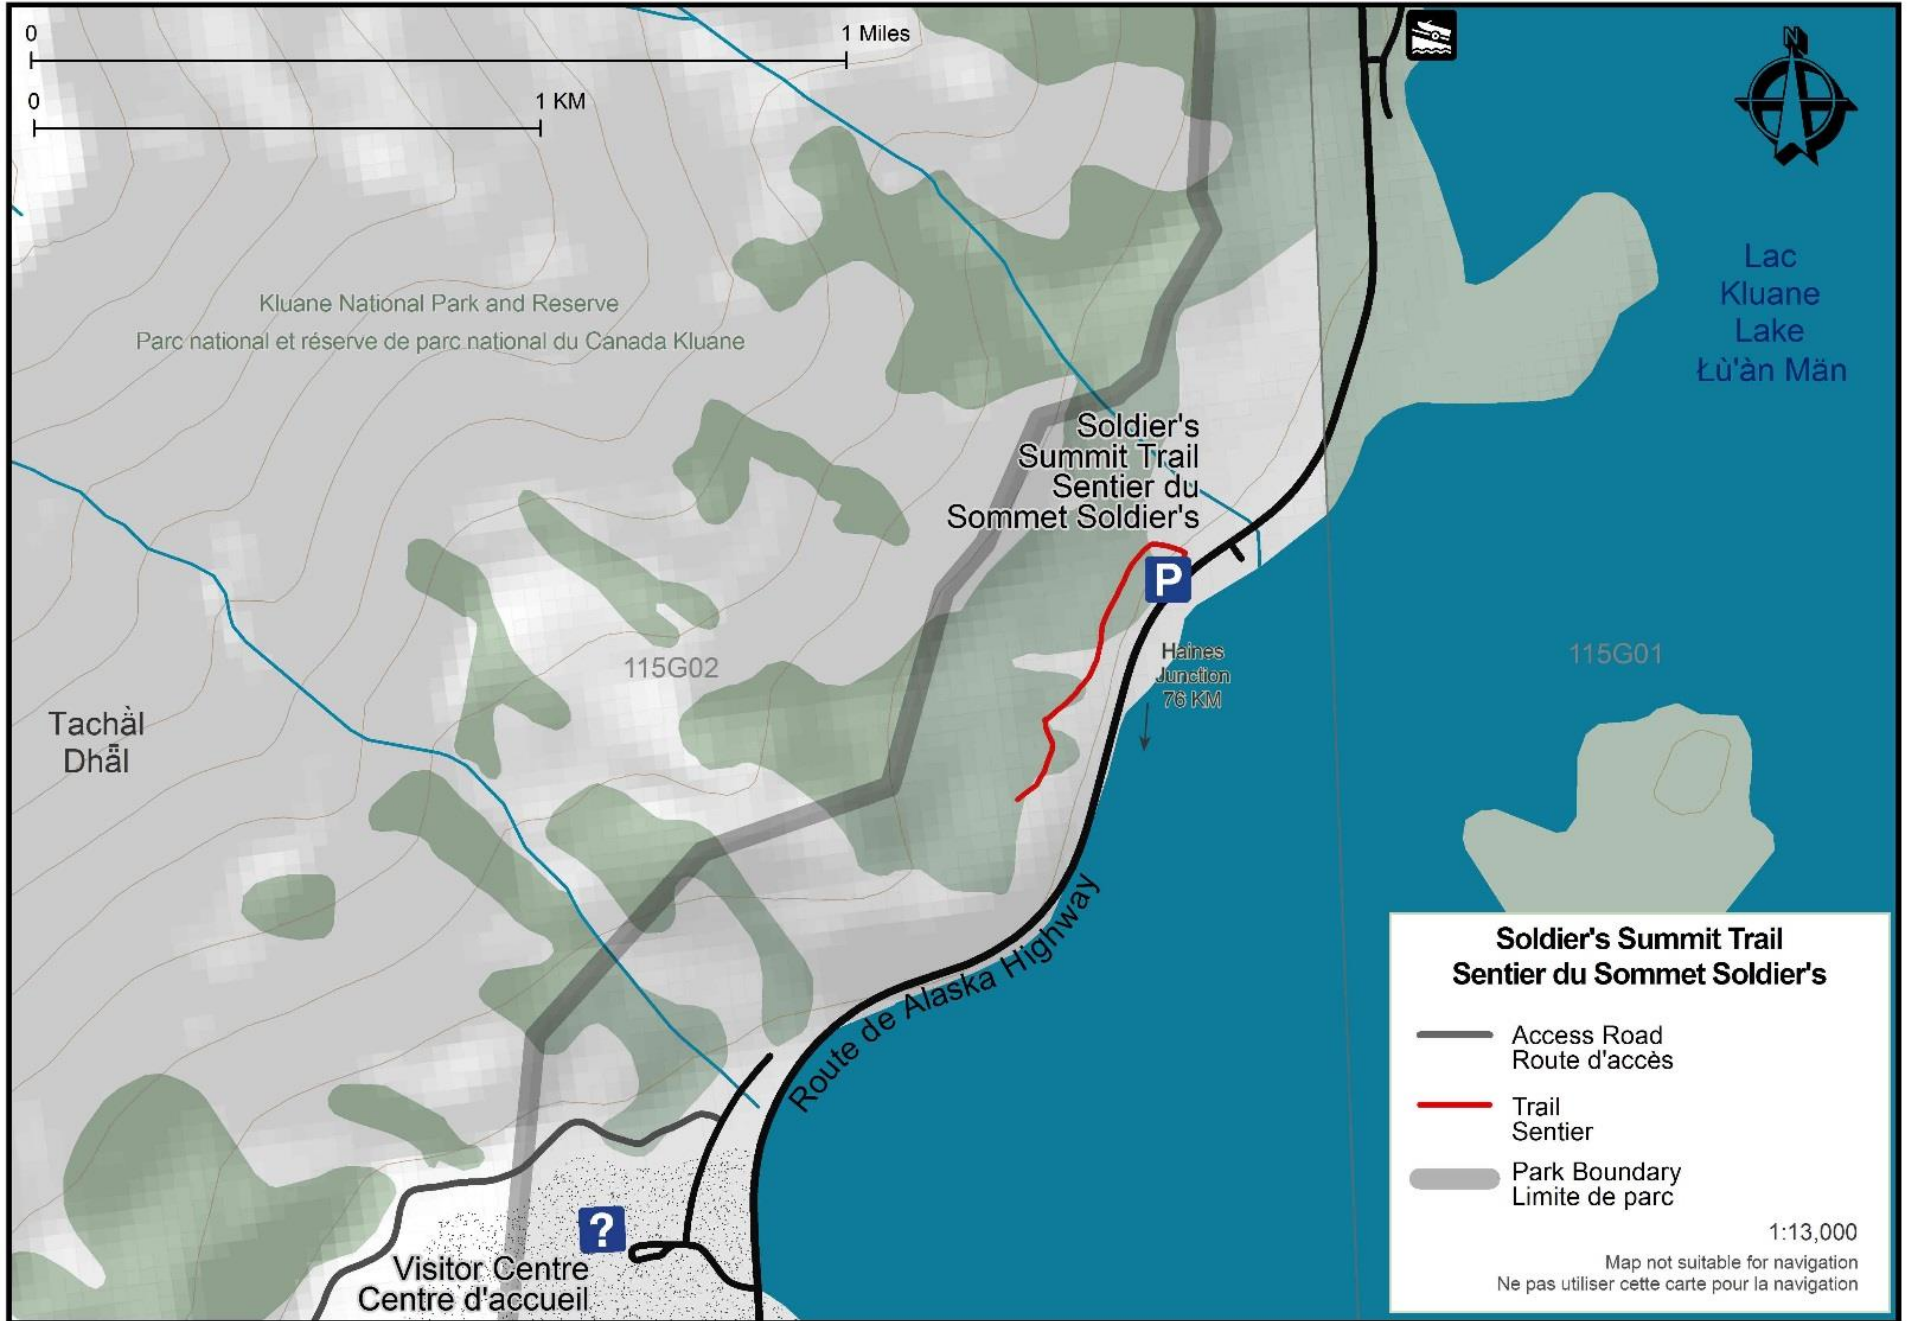 0
1 Miles
0
1 KM
N
Kluane National Park and Reserve
Parc national et réserve de parc national du Canada Kluane
Lac
Kluane
Lake
Łù'àn Män
Soldier's
Summit Trail
Sentier du
Sommet Soldier's
P
Haines
Junction
76 KM
115G02
115G01
Tachàl
Dhäl
Route de Alaska Highway
?
Visitor Centre
Centre d'accueil
Soldier's Summit Trail
Sentier du Sommet Soldier's
Access Road
Route d'accès
Trail
Sentier
Park Boundary
Limite de parc
1:13,000
Map not suitable for navigation
Ne pas utiliser cette carte pour la navigation